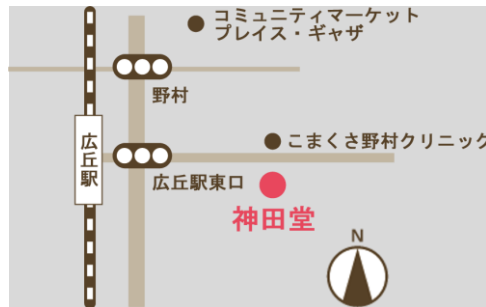 コミュニティマーケット
プレイス・ギャザ
野村
広丘駅
こまくさ野村クリニック
広丘駅東口
神田堂
N